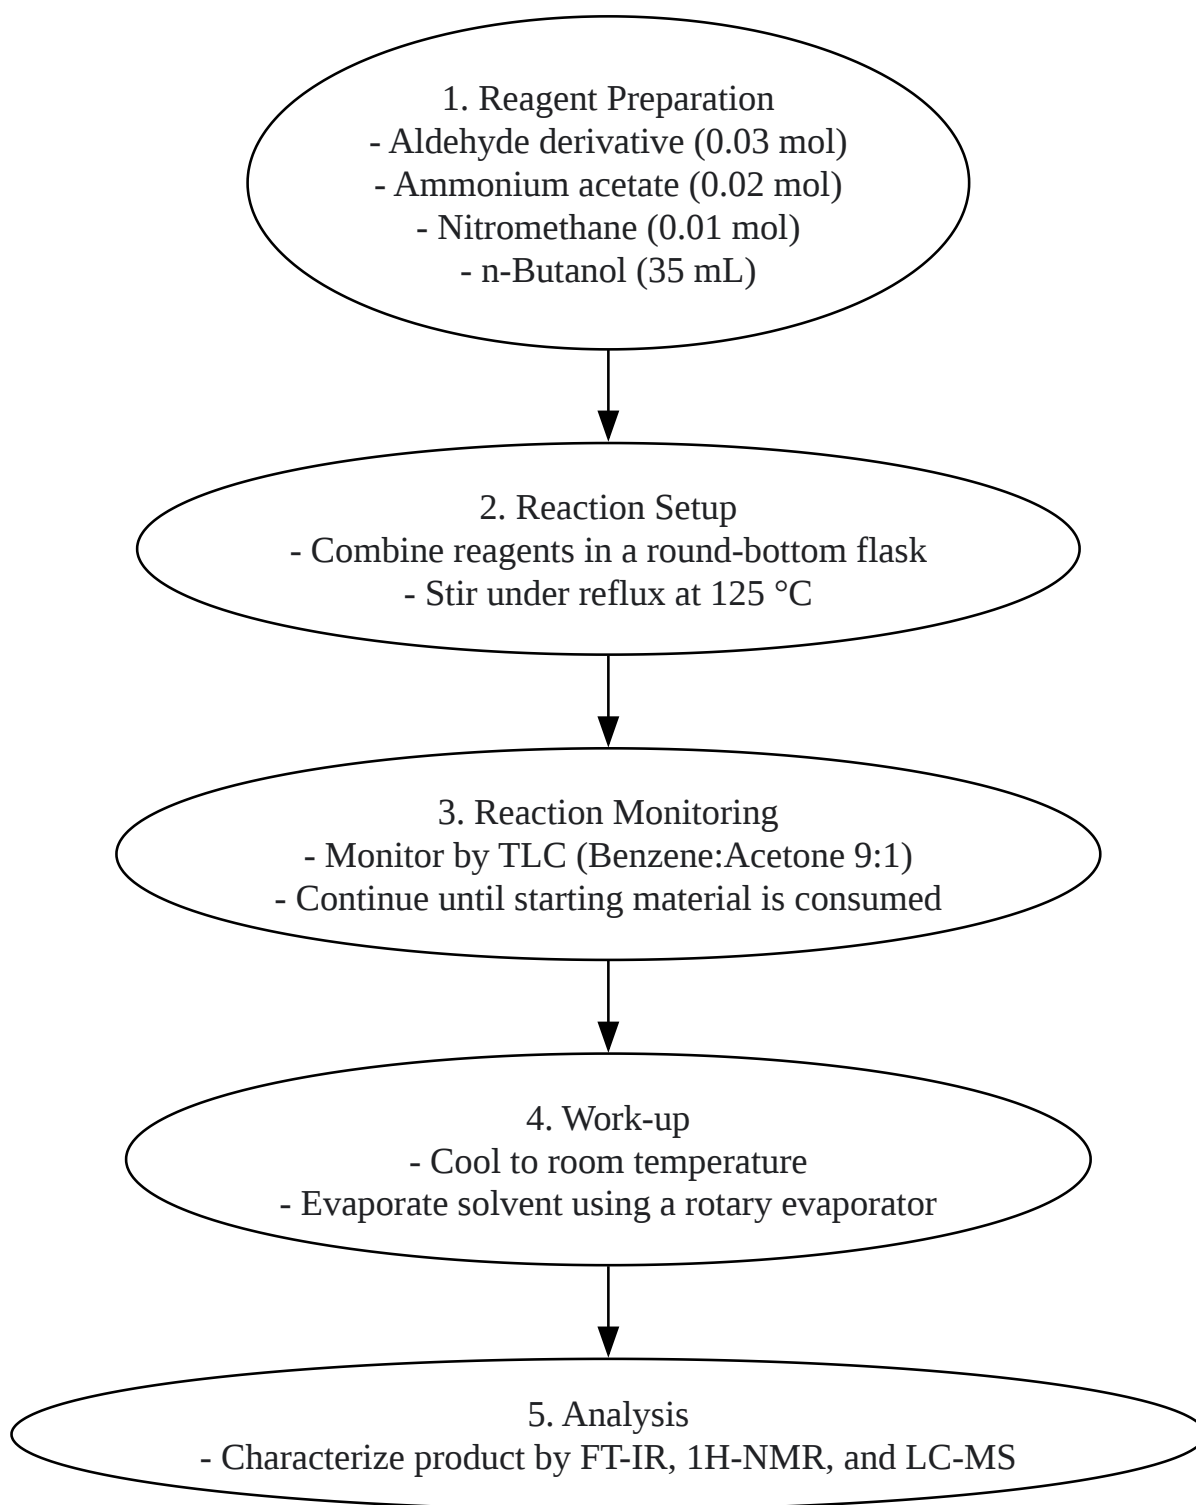 1. Reagent Preparation
- Aldehyde derivative (0.03 mol)
- Ammonium acetate (0.02 mol)
- Nitromethane (0.01 mol)
- n-Butanol (35 mL)
2. Reaction Setup
- Combine reagents in a round-bottom flask
- Stir under reflux at 125 °C
3. Reaction Monitoring
- Monitor by TLC (Benzene:Acetone 9:1)
- Continue until starting material is consumed
4. Work-up
- Cool to room temperature
- Evaporate solvent using a rotary evaporator
5. Analysis
- Characterize product by FT-IR, 1H-NMR, and LC-MS